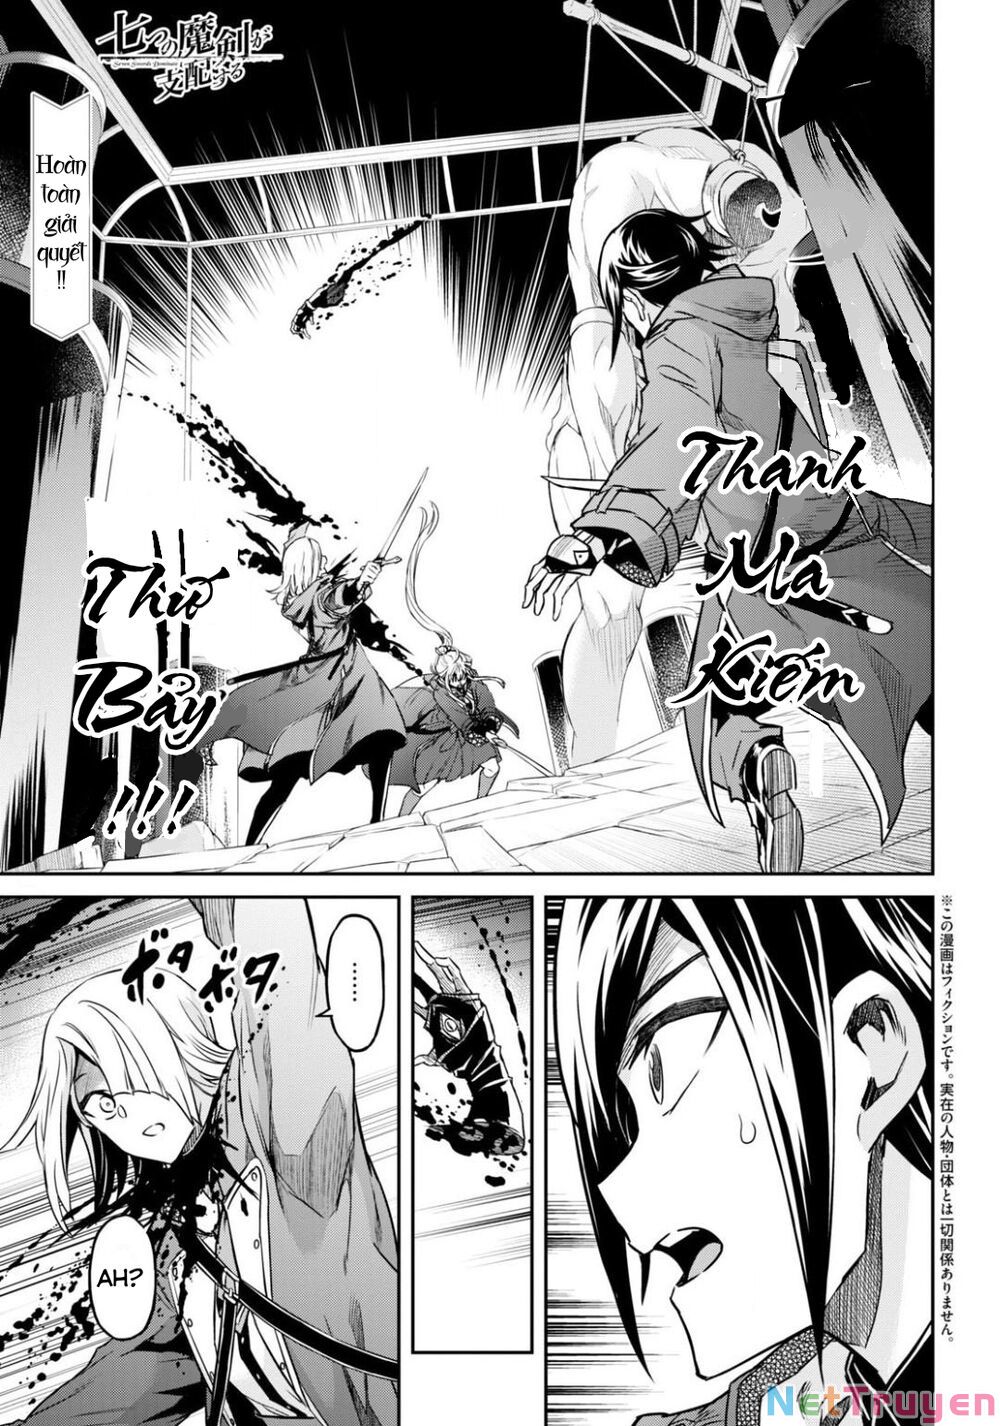 七つの魔剣が
Seven Swords Dominate
支配する
Hoàn
toàn
giải
quyết
!!
Thanh
Ma
Kiếm
Thứ
Bảy
!!!
※この漫画はフィクションです。実在の人物・団体とは一切関係ありません。
……
ボタ
ボタ
AH?
NetTruyen